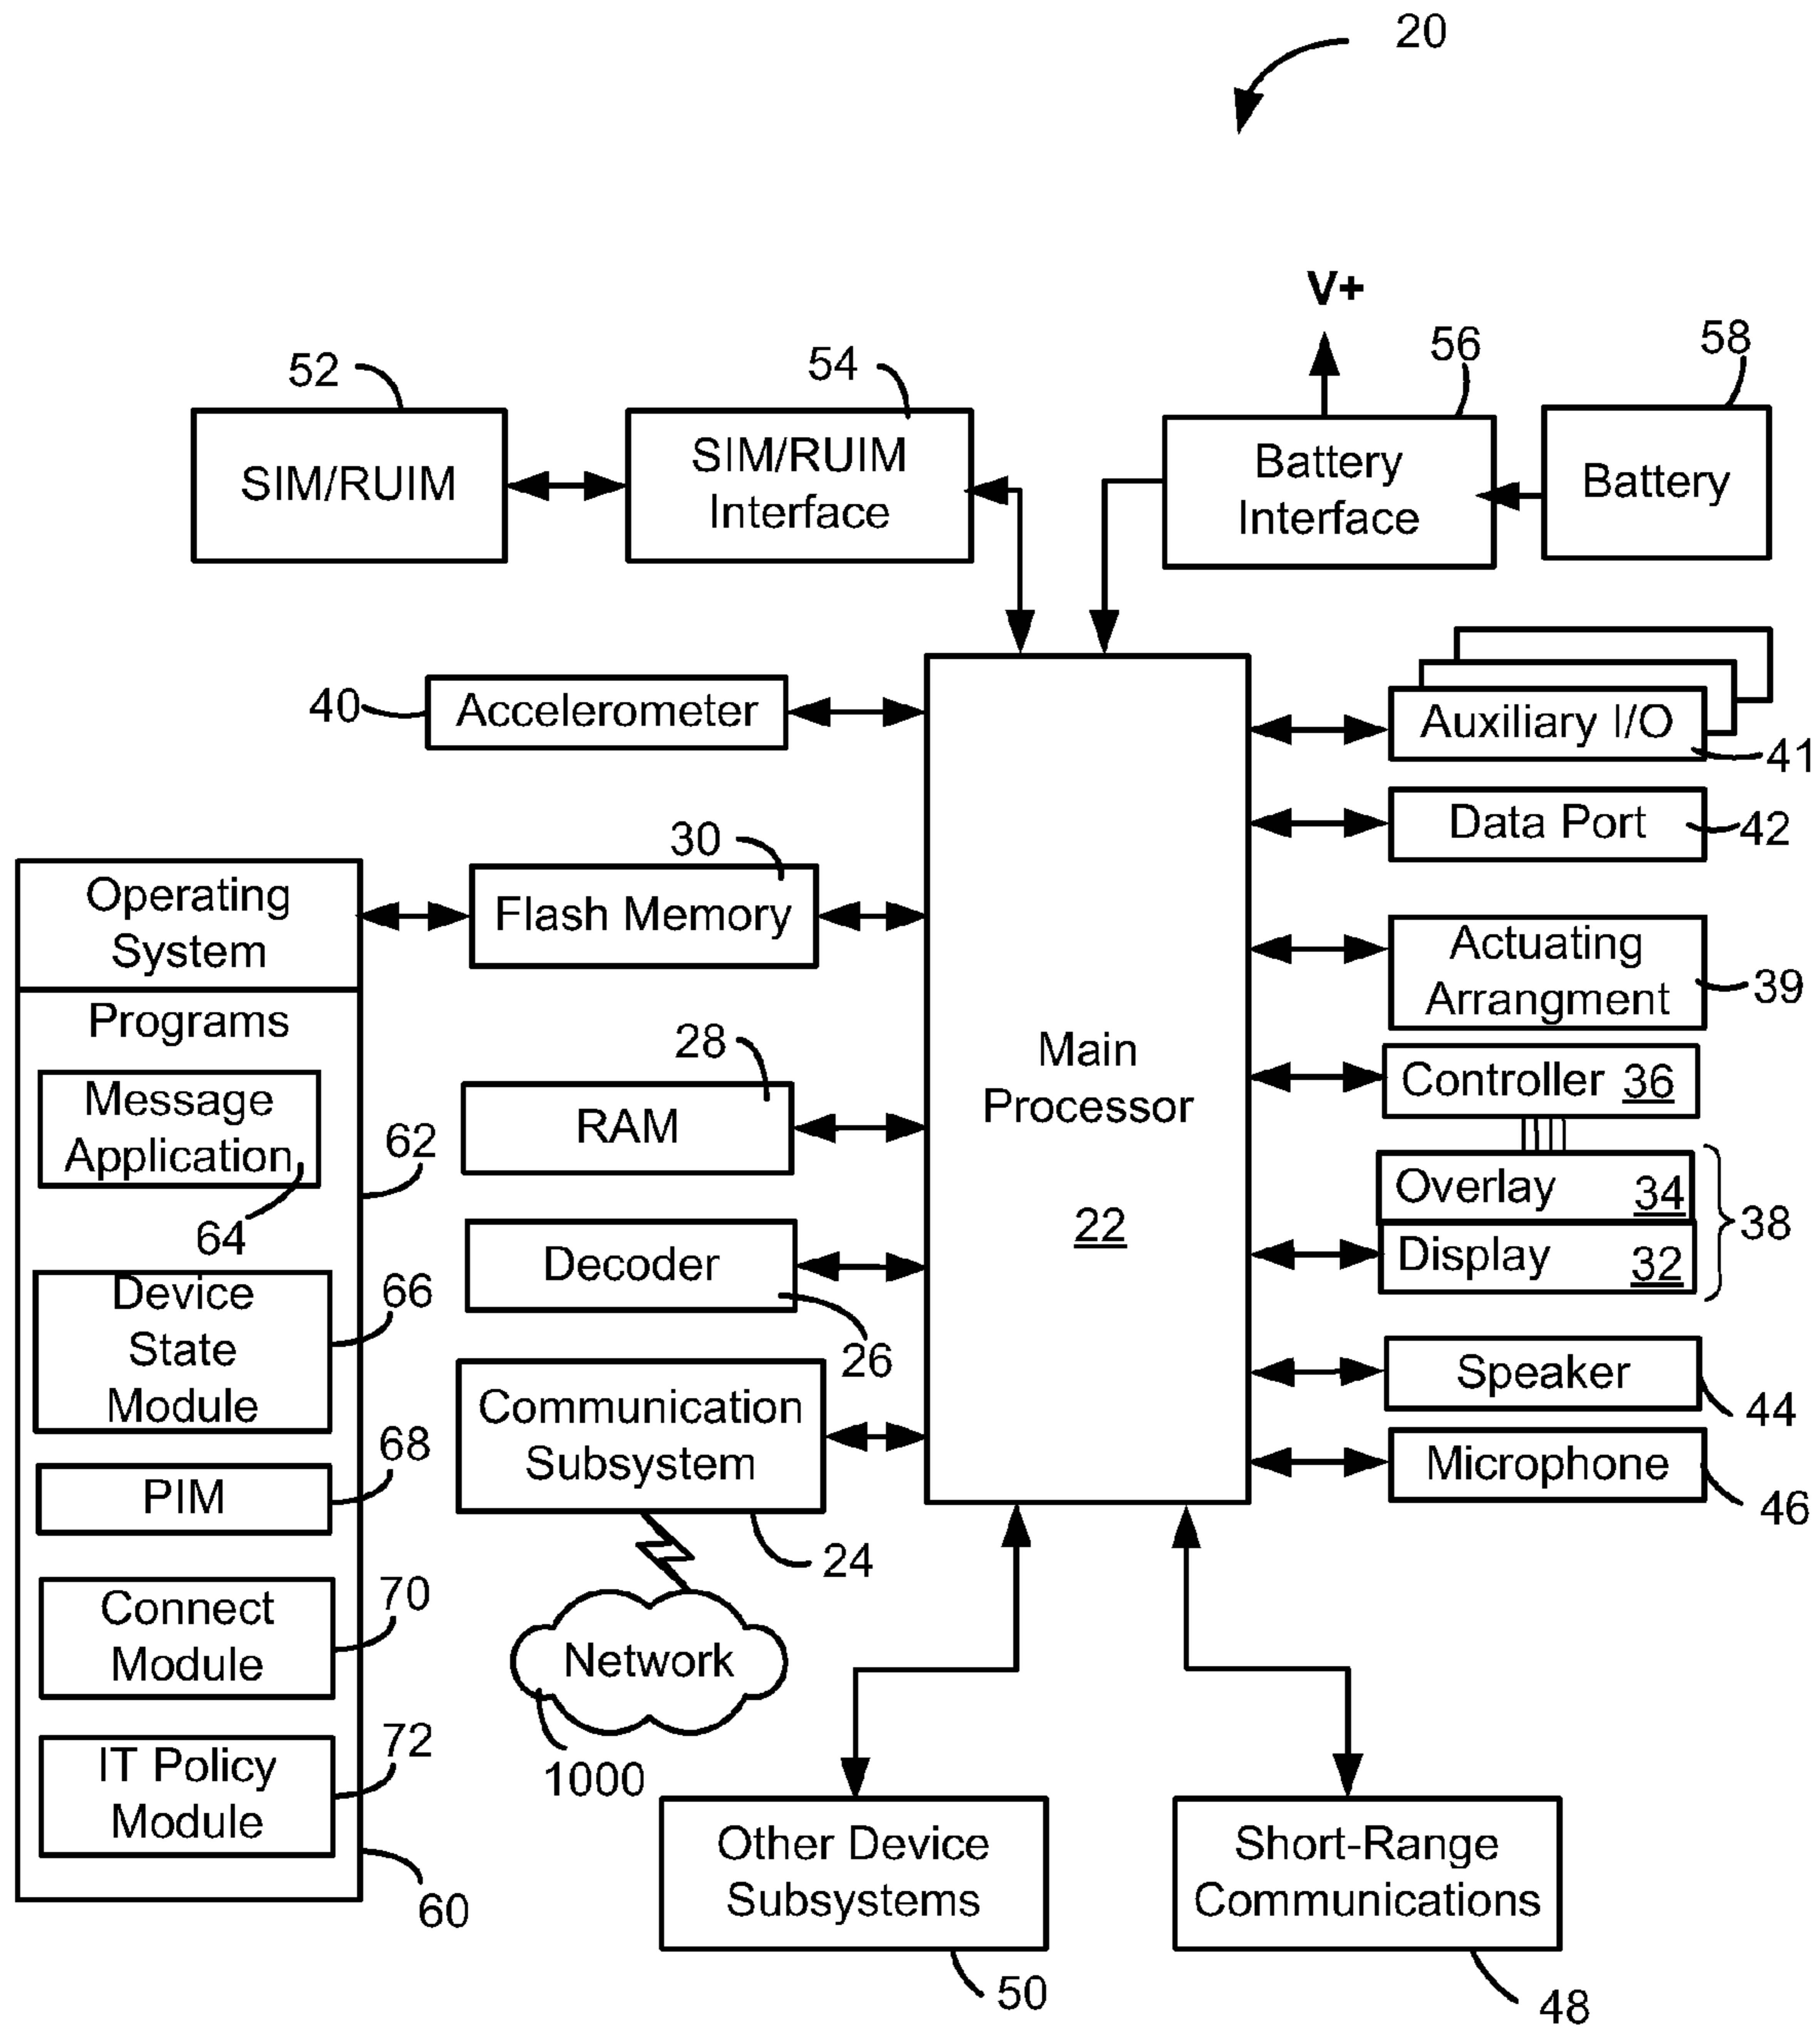 20
V+
52
54
56
58
SIM/RUIM
SIM/RUIM
Interface
Battery
Interface
Battery
40
Accelerometer
Auxiliary I/O
41
Data Port
42
30
Operating
System
Flash Memory
Actuating
Arrangment
39
Programs
Message
Application
64
62
28
RAM
Main
Processor
22
Controller 36
Overlay 34
Display 32
38
Device
State
Module
66
Decoder
26
Communication
Subsystem
24
Speaker
44
Microphone
46
PIM
68
Connect
Module
70
Network
1000
IT Policy
Module
72
60
Other Device
Subsystems
50
Short-Range
Communications
48